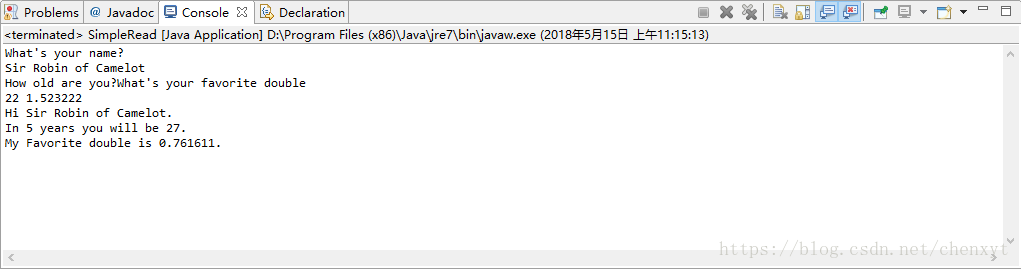 Problems @ Javadoc Console Declaration
<terminated> SimpleRead [Java Application] D:\Program Files (x86)\Java\jre7\bin\javaw.exe (2018年5月15日 上午11:15:13)
What's your name?
Sir Robin of Camelot
How old are you?What's your favorite double
22 1.523222
Hi Sir Robin of Camelot.
In 5 years you will be 27.
My Favorite double is 0.761611.
https://blog.csdn.net/chenxyt